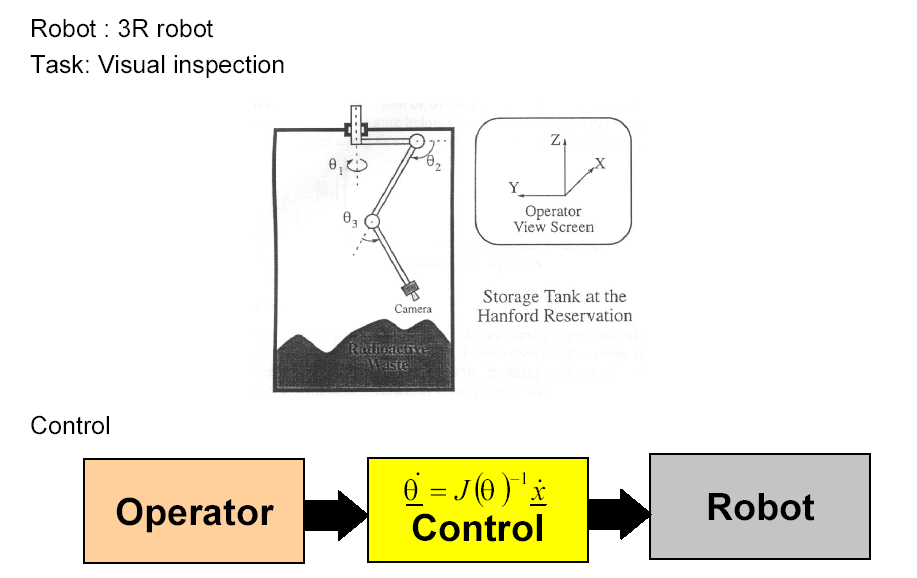 Robot : 3R robot
Task: Visual inspection
θ1
θ2
θ3
Camera
Radioactive
Waste
Z
X
Y
Operator
View Screen
Storage Tank at the
Hanford Reservation
Control
Operator
θ̇ = J(θ)⁻¹ ẋ
Control
Robot